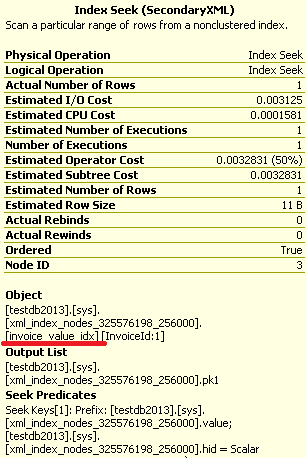 Index Seek (SecondaryXML)
Scan a particular range of rows from a nonclustered index.
Physical Operation Index Seek
Logical Operation Index Seek
Actual Number of Rows 1
Estimated I/O Cost 0.003125
Estimated CPU Cost 0.0001581
Estimated Number of Executions 1
Number of Executions 1
Estimated Operator Cost 0.0032831 (50%)
Estimated Subtree Cost 0.0032831
Estimated Number of Rows 1
Estimated Row Size 11 B
Actual Rebinds 0
Actual Rewinds 0
Ordered True
Node ID 3
Object
[testdb2013].[sys].
[xml_index_nodes_325576198_256000].
[invoice_value_idx] [InvoiceId:1]
Output List
[testdb2013].[sys].
[xml_index_nodes_325576198_256000].pk1
Seek Predicates
Seek Keys[1]: Prefix: [testdb2013].[sys].
[xml_index_nodes_325576198_256000].value;
[testdb2013].[sys].
[xml_index_nodes_325576198_256000].hid = Scalar